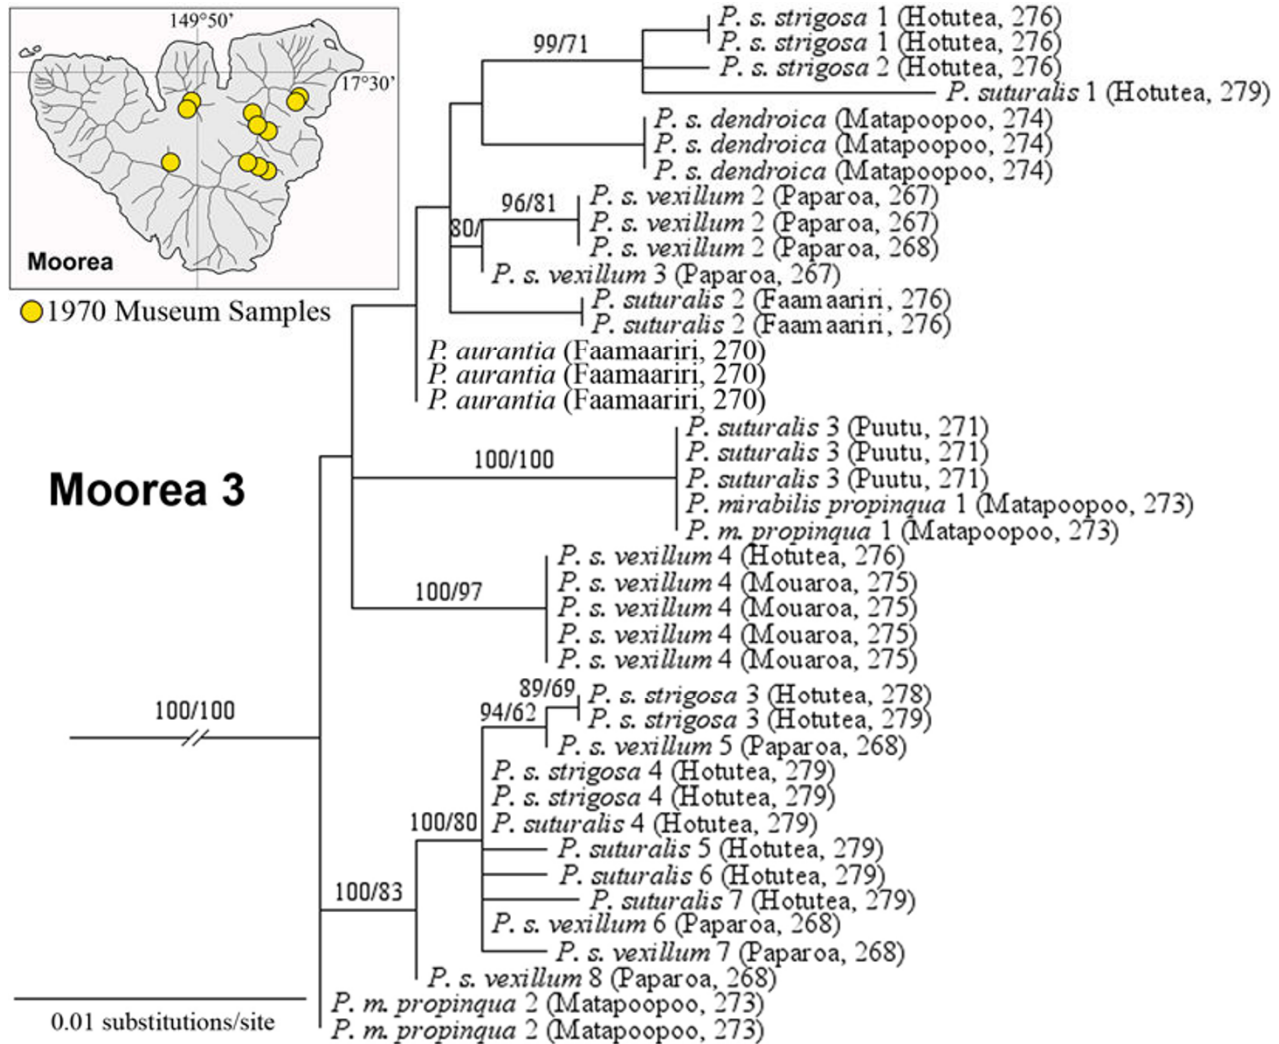 149°50'
17°30'
Moorea
1970 Museum Samples
Moorea 3
99/71
P. s. strigosa 1 (Hotutea, 276)
P. s. strigosa 1 (Hotutea, 276)
P. s. strigosa 2 (Hotutea, 276)
P. suturalis 1 (Hotutea, 279)
P. s. dendroica (Matapoopoo, 274)
P. s. dendroica (Matapoopoo, 274)
P. s. dendroica (Matapoopoo, 274)
96/81
80/
P. s. vexillum 2 (Paparoa, 267)
P. s. vexillum 2 (Paparoa, 267)
P. s. vexillum 2 (Paparoa, 268)
P. s. vexillum 3 (Paparoa, 267)
P. suturalis 2 (Faamaariri, 276)
P. suturalis 2 (Faamaariri, 276)
P. aurantia (Faamaariri, 270)
P. aurantia (Faamaariri, 270)
P. aurantia (Faamaariri, 270)
100/100
P. suturalis 3 (Puutu, 271)
P. suturalis 3 (Puutu, 271)
P. suturalis 3 (Puutu, 271)
P. mirabilis propinqua 1 (Matapoopoo, 273)
P. m. propinqua 1 (Matapoopoo, 273)
100/97
P. s. vexillum 4 (Hotutea, 276)
P. s. vexillum 4 (Mouaroa, 275)
P. s. vexillum 4 (Mouaroa, 275)
P. s. vexillum 4 (Mouaroa, 275)
P. s. vexillum 4 (Mouaroa, 275)
100/100
89/69
94/62
P. s. strigosa 3 (Hotutea, 278)
P. s. strigosa 3 (Hotutea, 279)
P. s. vexillum 5 (Paparoa, 268)
P. s. strigosa 4 (Hotutea, 279)
P. s. strigosa 4 (Hotutea, 279)
100/80
P. suturalis 4 (Hotutea, 279)
P. suturalis 5 (Hotutea, 279)
P. suturalis 6 (Hotutea, 279)
100/83
P. suturalis 7 (Hotutea, 279)
P. s. vexillum 6 (Paparoa, 268)
P. s. vexillum 7 (Paparoa, 268)
P. s. vexillum 8 (Paparoa, 268)
P. m. propinqua 2 (Matapoopoo, 273)
P. m. propinqua 2 (Matapoopoo, 273)
0.01 substitutions/site